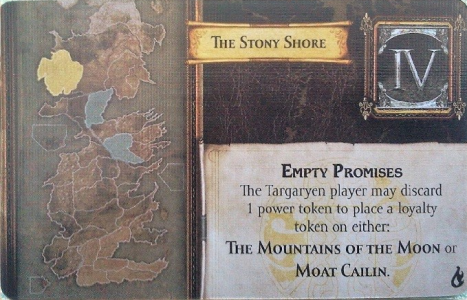 THE STONY SHORE
IV
EMPTY PROMISES
The Targaryen player may discard
1 power token to place a loyalty
token on either:
THE MOUNTAINS OF THE MOON or
MOAT CAILIN.